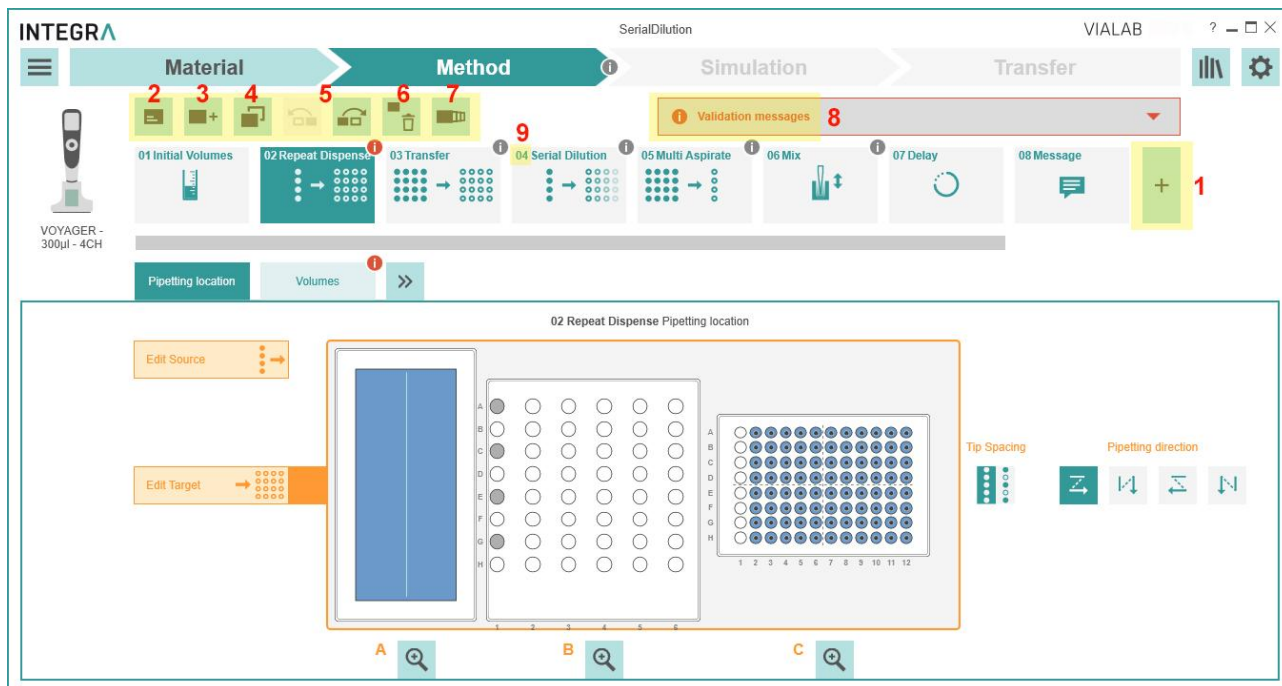 INTEGRA
SerialDilution
VIALAB
?
Material
Method
i
Simulation
Transfer
2
3
4
5
6
7
8
i Validation messages
9
01 Initial Volumes
02 Repeat Dispense
i
03 Transfer
i
04 Serial Dilution
i
05 Multi Aspirate
i
06 Mix
i
07 Delay
08 Message
+
1
VOYAGER -
300µl - 4CH
Pipetting location
Volumes
i
02 Repeat Dispense Pipetting location
Edit Source
Edit Target
A
B
C
D
E
F
G
H
1 2 3 4 5 6
A
B
C
D
E
F
G
H
1 2 3 4 5 6 7 8 9 10 11 12
Tip Spacing
Pipetting direction
A
B
C